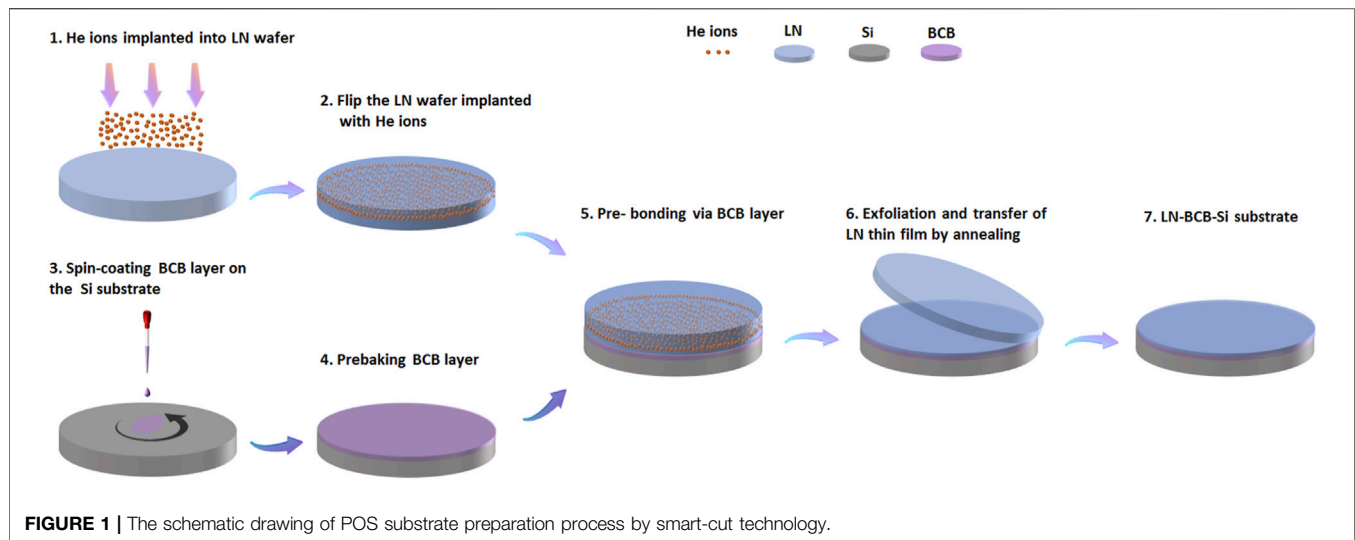 1. He ions implanted into LN wafer
He ions
LN
Si
BCB
2. Flip the LN wafer implanted
with He ions
3. Spin-coating BCB layer on
the Si substrate
4. Prebaking BCB layer
5. Pre- bonding via BCB layer
6. Exfoliation and transfer of
LN thin film by annealing
7. LN-BCB-Si substrate
FIGURE 1 | The schematic drawing of POS substrate preparation process by smart-cut technology.